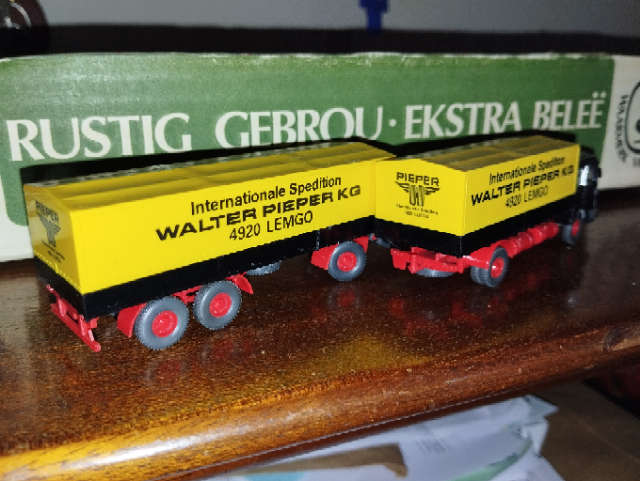 RUSTIG GEBROU · EKSTRA BELEË
Internationale Spedition
WALTER PIEPER KG
4920 LEMGO
PIEPER
Internationale Spedition
WALTER PIEPER KG
4920 LEMGO